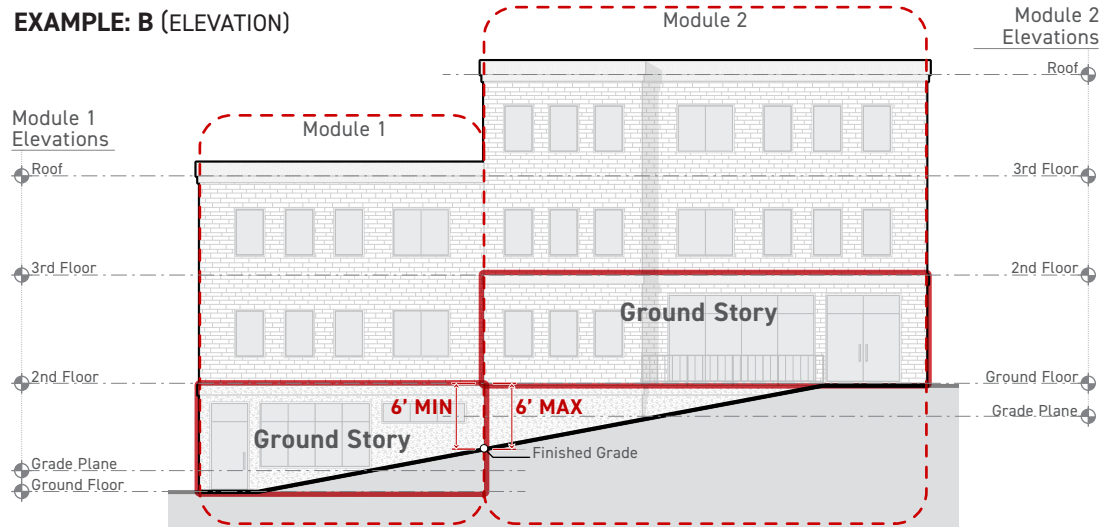 EXAMPLE: B (ELEVATION)
Module 2
Module 2
Elevations
Roof
Module 1
Elevations
Module 1
Roof
3rd Floor
3rd Floor
2nd Floor
Ground Story
2nd Floor
Ground Floor
6’ MIN
6’ MAX
Grade Plane
Ground Story
Finished Grade
Grade Plane
Ground Floor